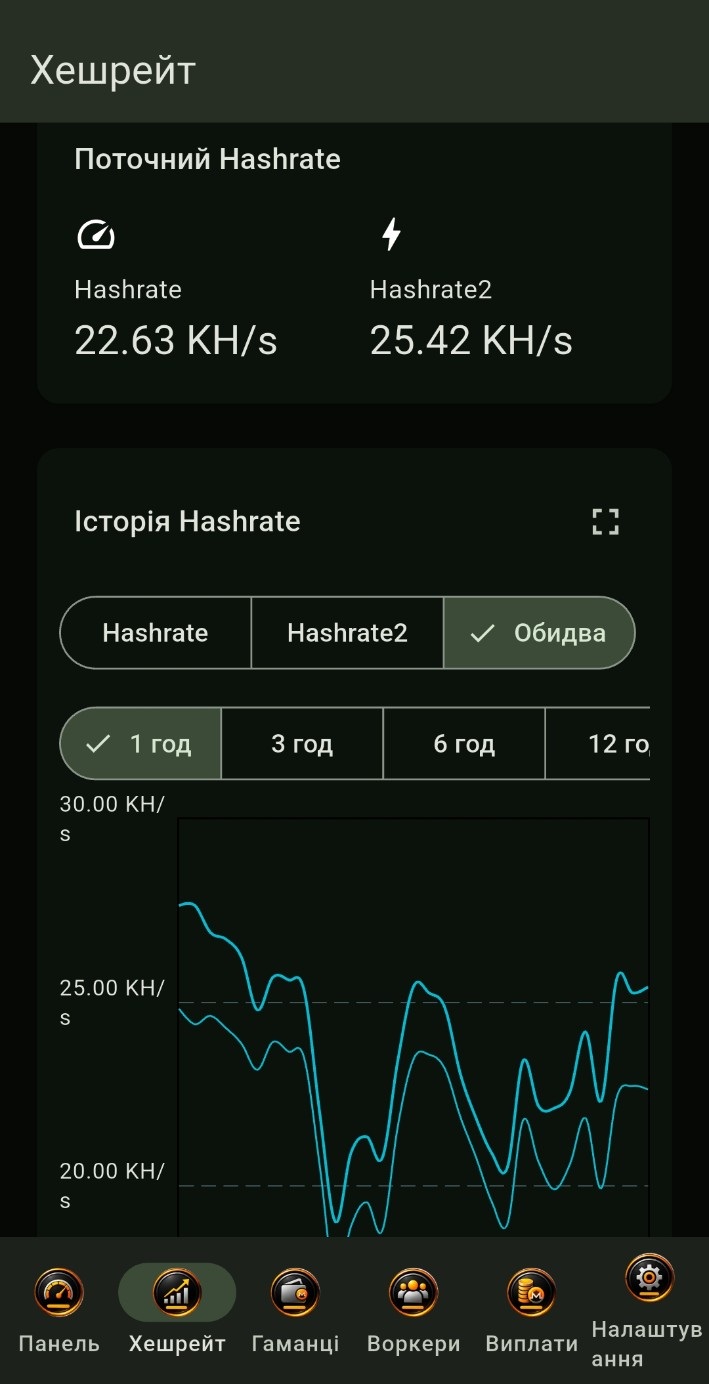 Хешрейт
Поточний Hashrate
Hashrate
Hashrate2
22.63 KH/s
25.42 KH/s
Історія Hashrate
Hashrate
Hashrate2
Обидва
1 год
3 год
6 год
12 го
30.00 KH/
s
25.00 KH/
s
20.00 KH/
s
Панель
Хешрейт
Гаманці
Воркери
Виплати
Налаштув
ання